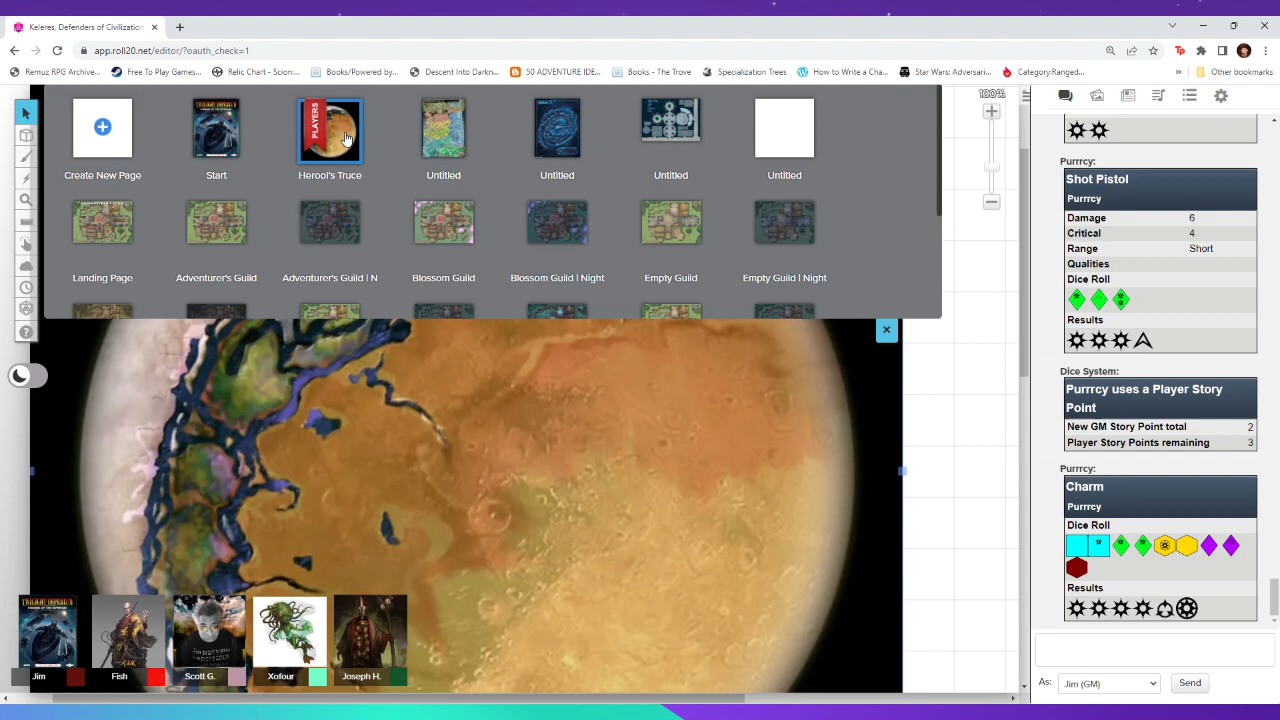 Keleres, Defenders of Civilization
app.roll20.net/editor/?oauth_check=1
Remuz RPG Archive...
Free To Play Games...
Relic Chart - Scion:...
Books/Powered by...
Descent Into Darkn...
50 ADVENTURE IDE...
Books - The Trove
Specialization Trees
How to Write a Cha...
Star Wars: Adversari...
Category:Ranged...
»
Other bookmarks
100%
PLAYERS
Create New Page
Start
Herool's Truce
Untitled
Untitled
Untitled
Untitled
Landing Page
Adventurer's Guild
Adventurer's Guild | N
Blossom Guild
Blossom Guild | Night
Empty Guild
Empty Guild | Night
TWILIGHT IMPERIUM
Jim
Fish
Scott G.
Xofour
Joseph H.
Purrrcy:
Shot Pistol
Purrrcy
Damage 6
Critical 4
Range Short
Qualities
Dice Roll
Results
Dice System:
Purrrcy uses a Player Story
Point
New GM Story Point total 2
Player Story Points remaining 3
Purrrcy:
Charm
Purrrcy
Dice Roll
Results
As: Jim (GM) Send